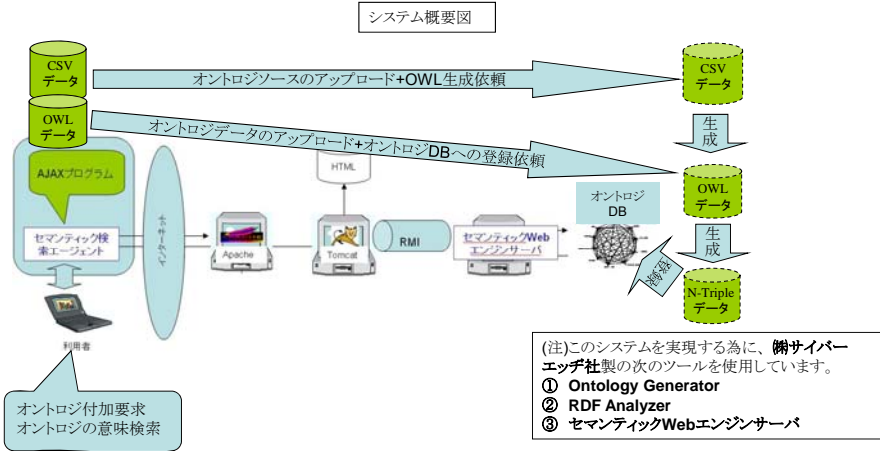 システム概要図
CSV
データ
オントロジソースのアップロード+OWL生成依頼
CSV
データ
OWL
データ
オントロジデータのアップロード+オントロジDBへの登録依頼
生成
AJAXプログラム
HTML
オントロジ
DB
OWL
データ
セマンティック検
索エージェント
インターネット
Apache
Tomcat
RMI
セマンティックWeb
エンジンサーバ
生成
登録
N-Triple
データ
利用者
(注)このシステムを実現する為に、㈱サイバー
エッヂ社製の次のツールを使用しています。
① Ontology Generator
② RDF Analyzer
③ セマンティックWebエンジンサーバ
オントロジ付加要求
オントロジの意味検索